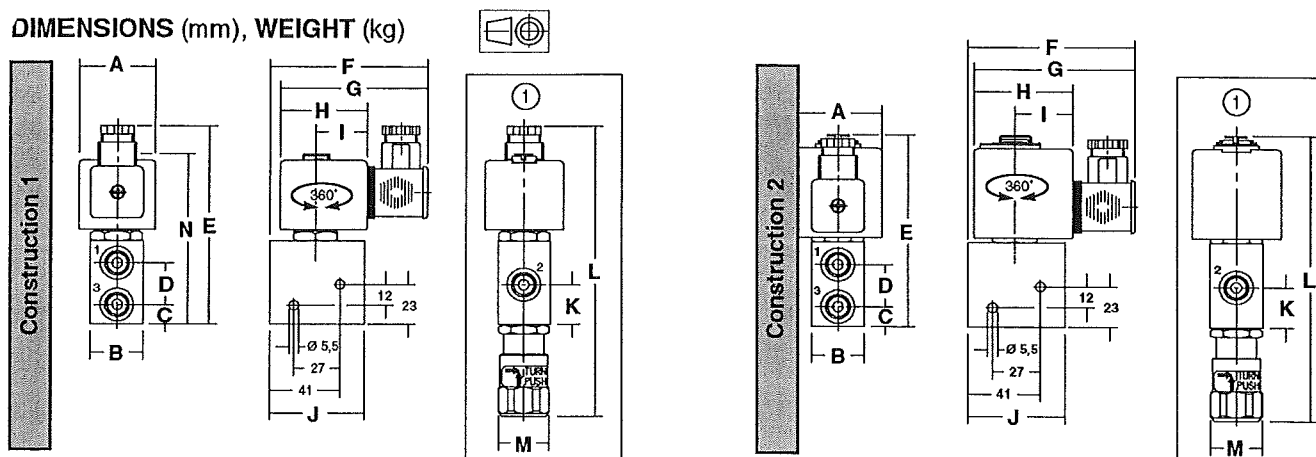 DIMENSIONS (mm), WEIGHT (kg)
Construction 1
A
N
E
1
3
D
C
B
F
G
H
I
360°
12
23
Ø 5,5
27
41
J
1
2
L
K
TURN
PUSH
M
Construction 2
A
E
1
3
D
C
B
F
G
H
I
360°
12
23
Ø 5,5
27
41
J
1
2
L
K
TURN
PUSH
M